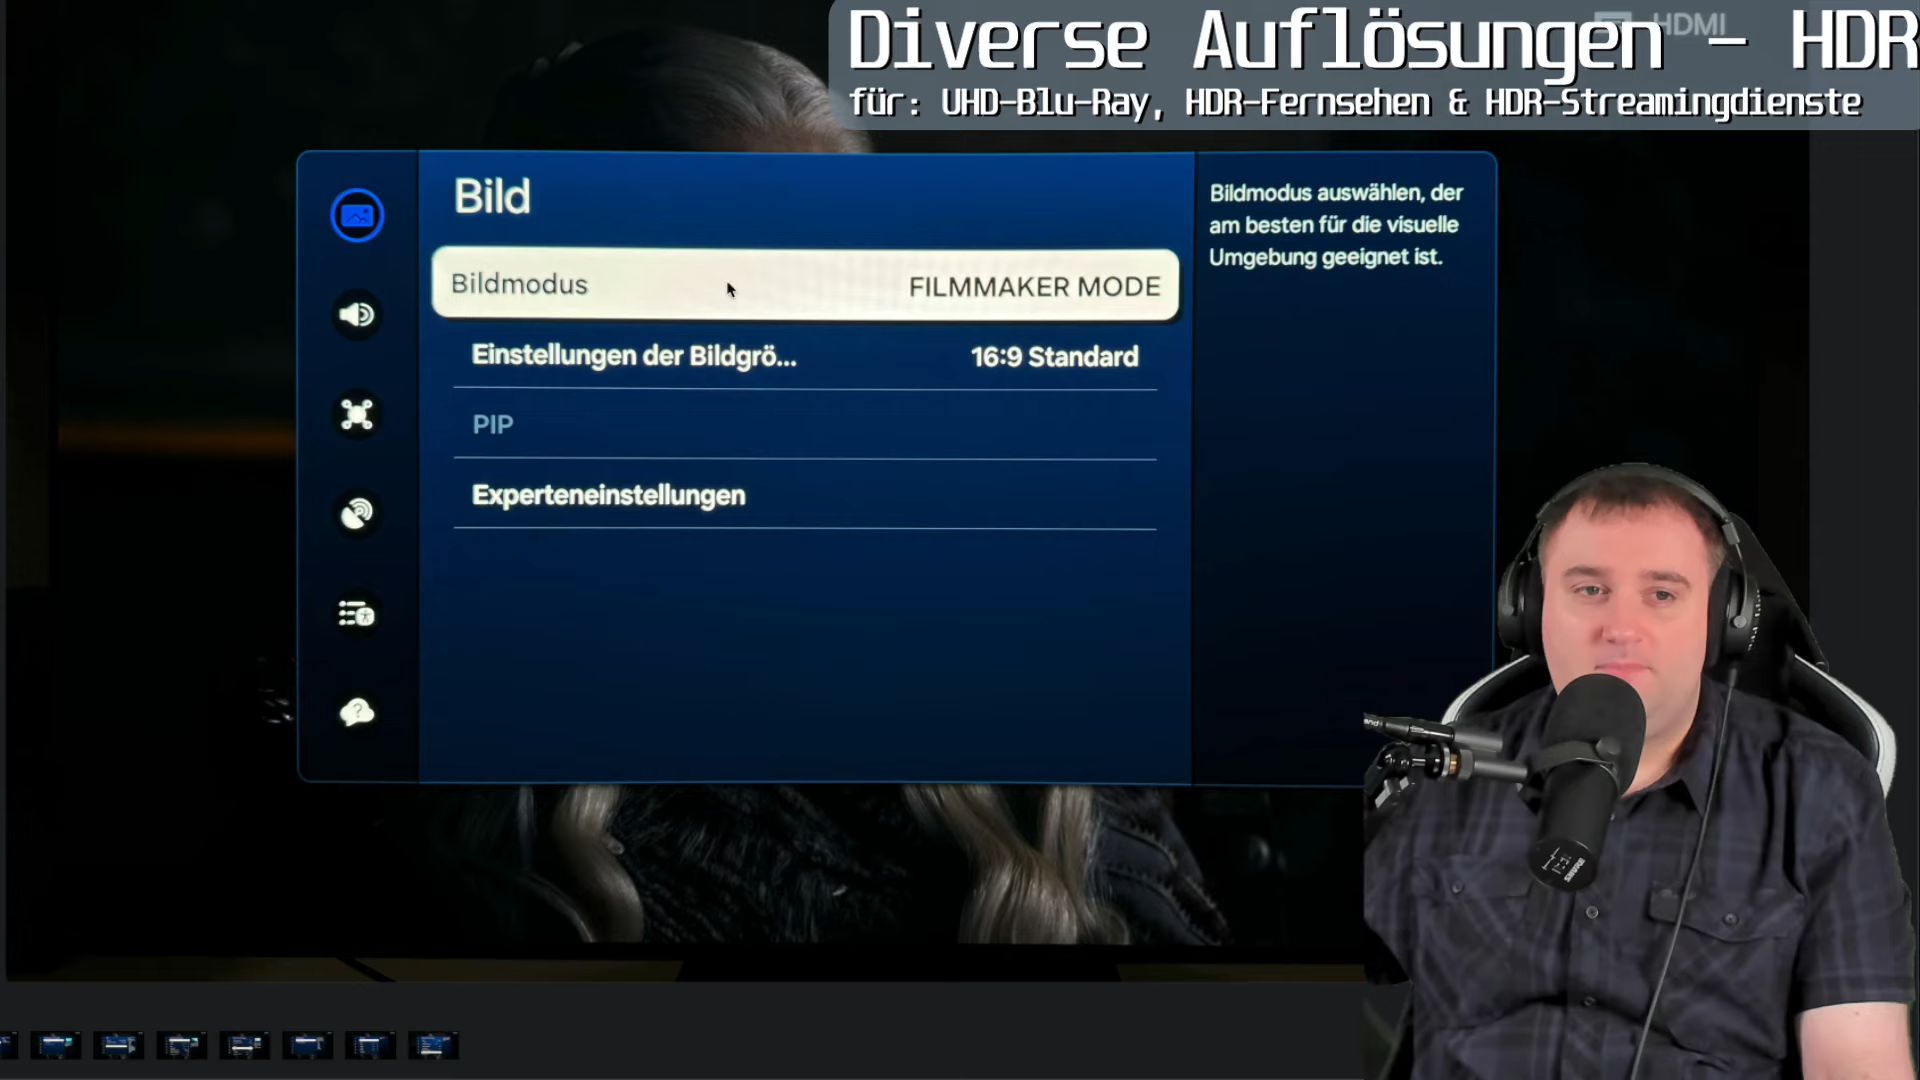 HDMI
Diverse Auflösungen - HDR
für: UHD-Blu-Ray, HDR-Fernsehen & HDR-Streamingdienste
Bild
Bildmodus auswählen, der
am besten für die visuelle
Umgebung geeignet ist.
Bildmodus FILMMAKER MODE
Einstellungen der Bildgrö... 16:9 Standard
PIP
Experteneinstellungen
SHURE